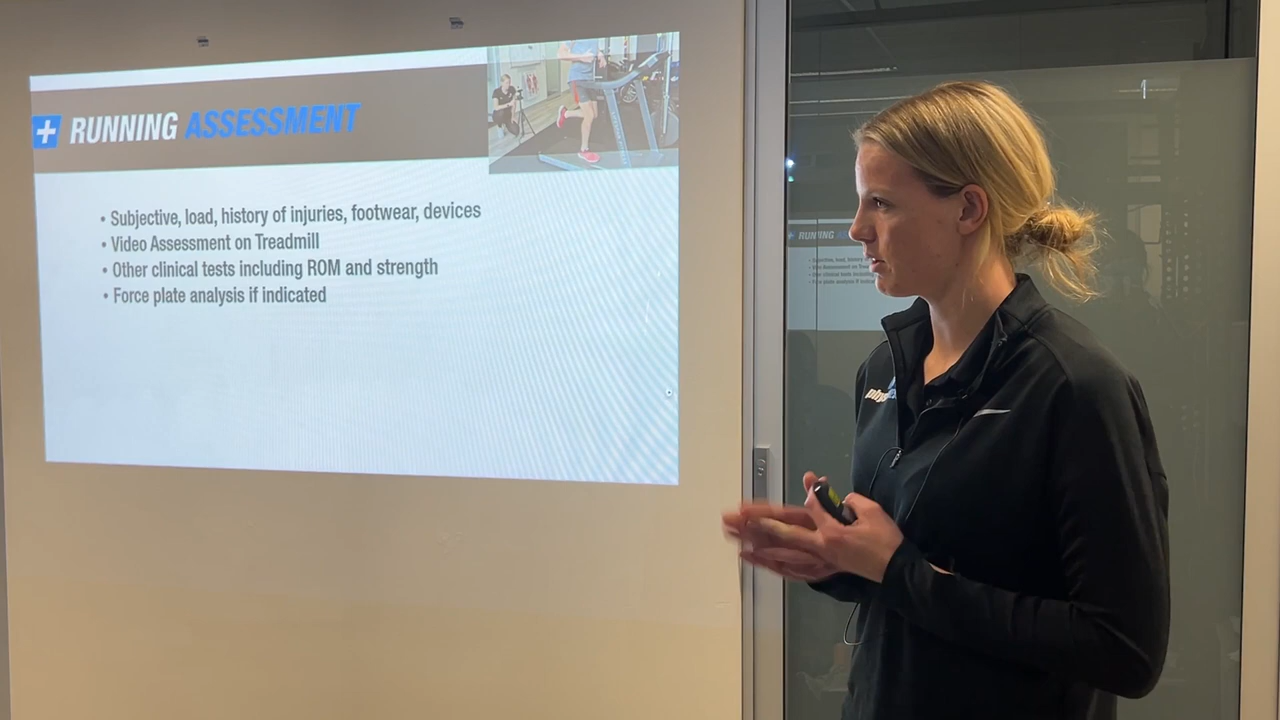 RUNNING ASSESSMENT
• Subjective, load, history of injuries, footwear, devices
• Video Assessment on Treadmill
• Other clinical tests including ROM and strength
• Force plate analysis if indicated